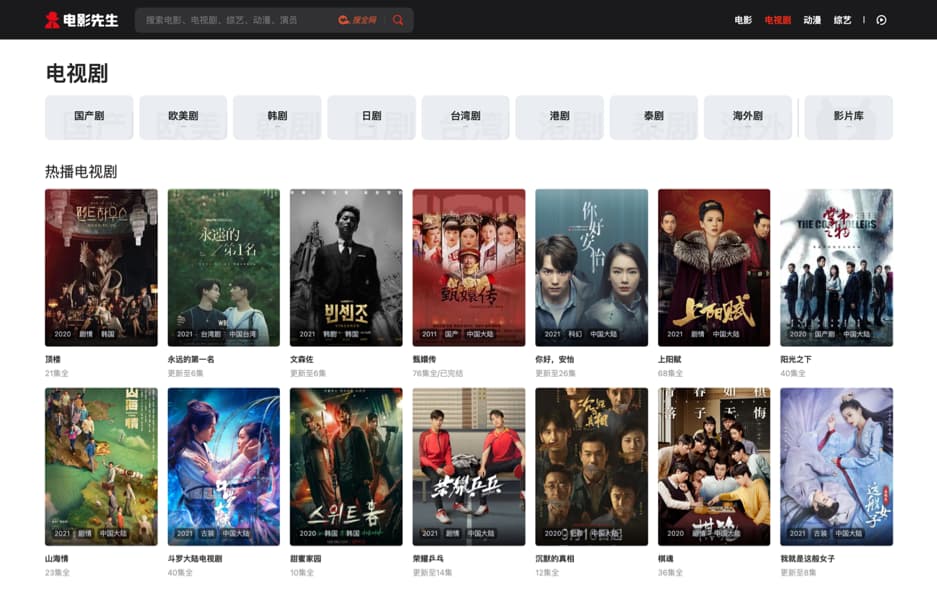 电影先生
搜索电影、电视剧、综艺、动漫、演员
搜全网
电影 电视剧 动漫 综艺
电视剧
国产剧 欧美剧 韩剧 日剧 台湾剧 港剧 泰剧 海外剧 影片库
热播电视剧
펜트하우스
永远的
第1名
빈센조
甄嬛传
你好
安怡
上阳赋
掌中之物
THE CONTROLLERS
2020 剧情 韩国
2021 台湾剧 中国台湾
2021 韩剧 韩国
2011 国产 中国大陆
2021 科幻 中国大陆
2021 剧情 中国大陆
2020 国产剧 中国大陆
顶楼 永远的第一名 文森佐 甄嬛传 你好，安怡 上阳赋 阳光之下
21集全 更新至6集 更新至6集 76集全/已完结 更新至26集 68集全 40集全
山海情
스위트홈
荣耀乒乓
沉默的真相
落子无悔
棋魂
这般女子
2021 剧情 中国大陆
2021 古装 中国大陆
2020 韩国 韩国
2021 剧情 中国大陆
2020 中国大陆
2020 剧情 中国大陆
2021 古装 中国大陆
山海情 斗罗大陆电视剧 甜蜜家园 荣耀乒乓 沉默的真相 棋魂 我就是这般女子
23集全 40集全 10集全 更新至14集 12集全 36集全 更新至8集